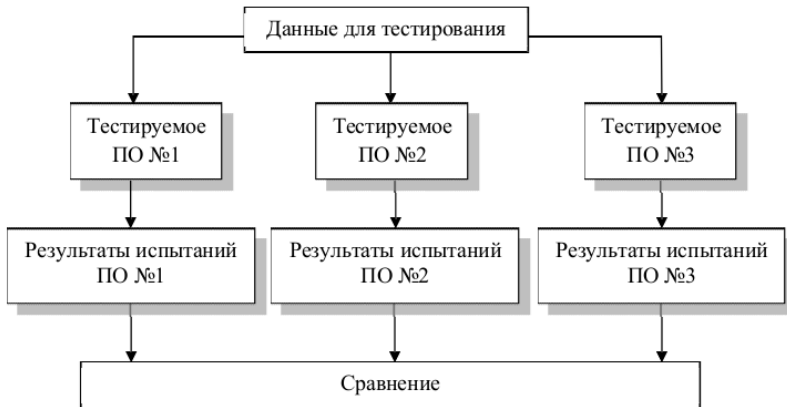 Данные для тестирования
Тестируемое
ПО №1
Тестируемое
ПО №2
Тестируемое
ПО №3
Результаты испытаний
ПО №1
Результаты испытаний
ПО №2
Результаты испытаний
ПО №3
Сравнение